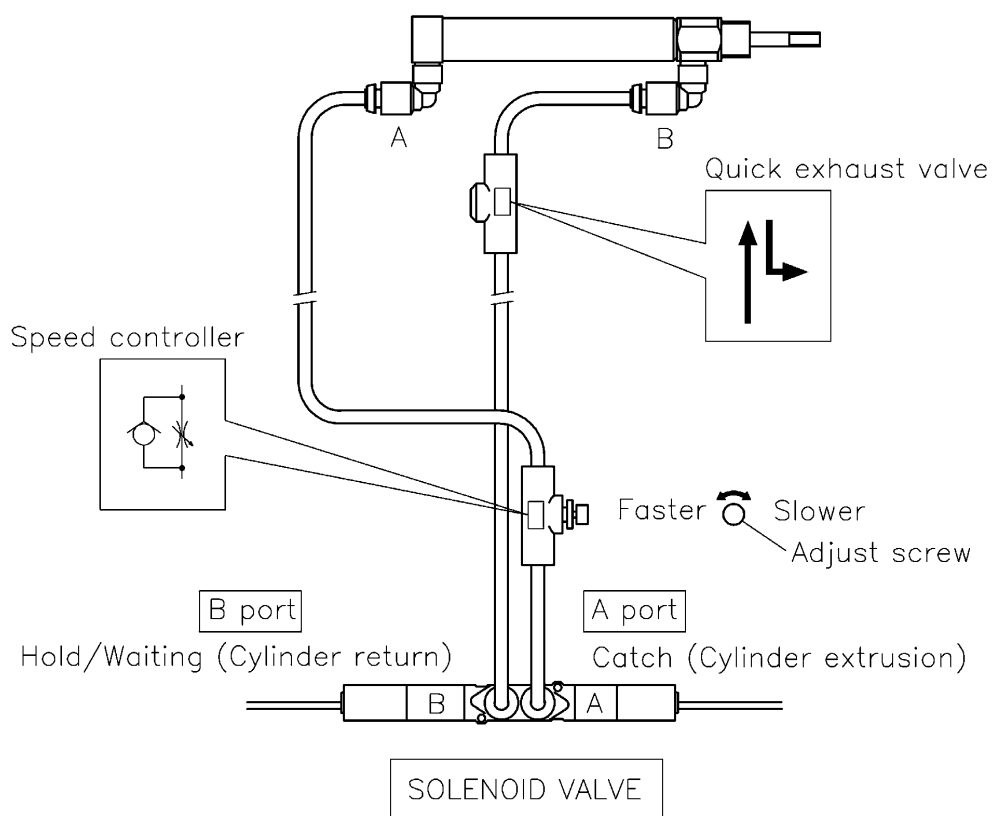 A
B
Quick exhaust valve
Speed controller
Faster
Slower
Adjust screw
B port
A port
Hold/Waiting (Cylinder return)
Catch (Cylinder extrusion)
B
A
SOLENOID VALVE